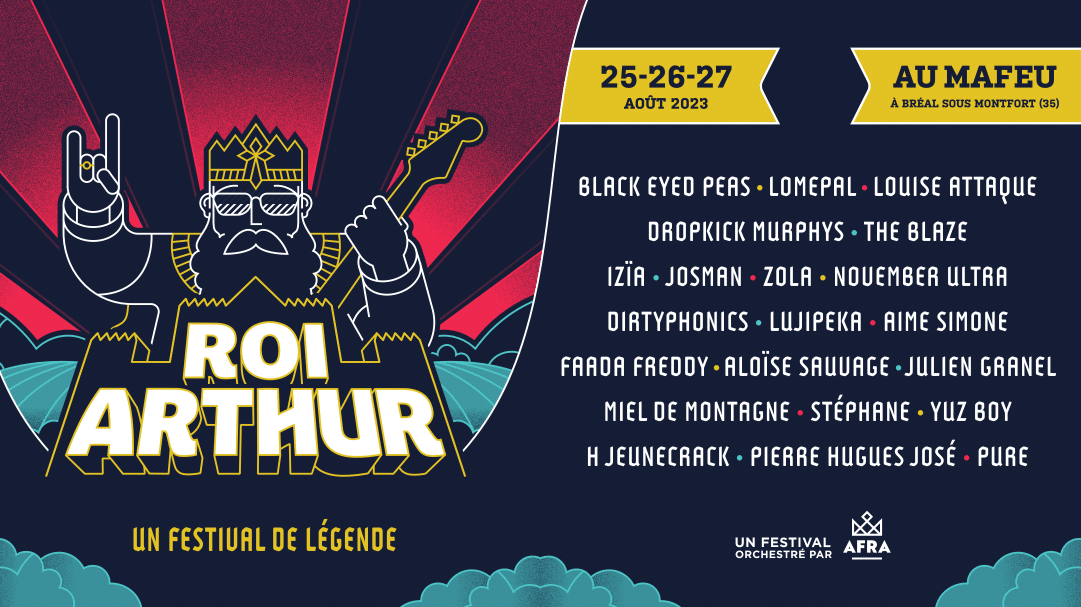 ROI
ARTHUR
UN FESTIVAL DE LÉGENDE
25-26-27
AOÛT 2023
AU MAFEU
À BRÉAL SOUS MONTFORT (35)
BLACK EYED PEAS • LOMEPAL • LOUISE ATTAQUE
DROPKICK MURPHYS • THE BLAZE
IZÏA • JOSMAN • ZOLA • NOVEMBER ULTRA
DIRTYPHONICS • LUJIPEKA • AIME SIMONE
FAADA FREDDY • ALOÏSE SAUVAGE • JULIEN GRANEL
MIEL DE MONTAGNE • STÉPHANE • YUZ BOY
H JEUNECRACK • PIERRE HUGUES JOSÉ • PURE
UN FESTIVAL
ORCHESTRÉ PAR
AFRA